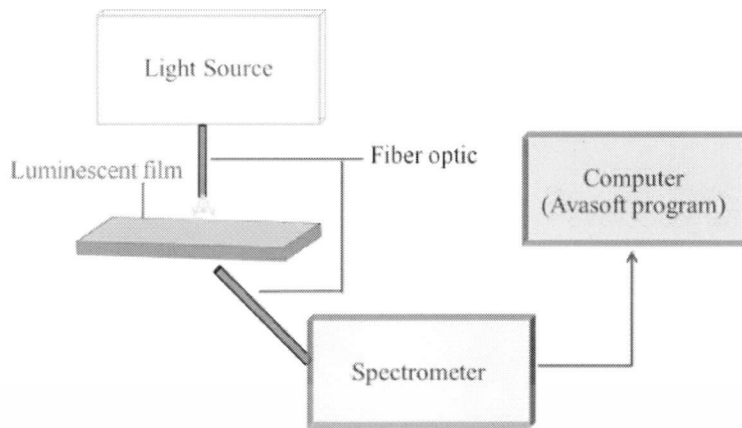 Light Source
Luminescent film
Fiber optic
Computer
(Avasoft program)
Spectrometer